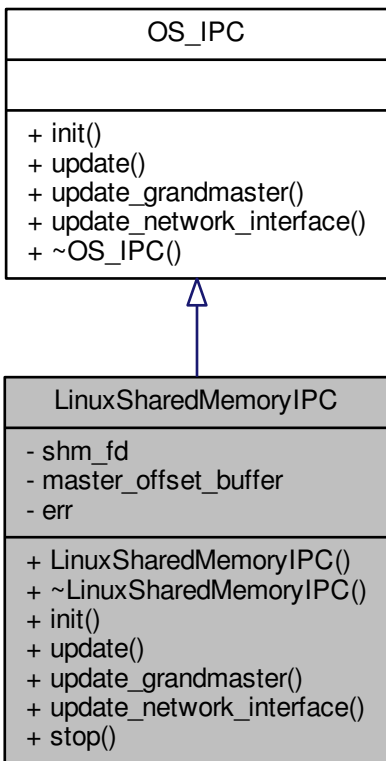 OS_IPC
+ init()
+ update()
+ update_grandmaster()
+ update_network_interface()
+ ~OS_IPC()
LinuxSharedMemoryIPC
- shm_fd
- master_offset_buffer
- err
+ LinuxSharedMemoryIPC()
+ ~LinuxSharedMemoryIPC()
+ init()
+ update()
+ update_grandmaster()
+ update_network_interface()
+ stop()